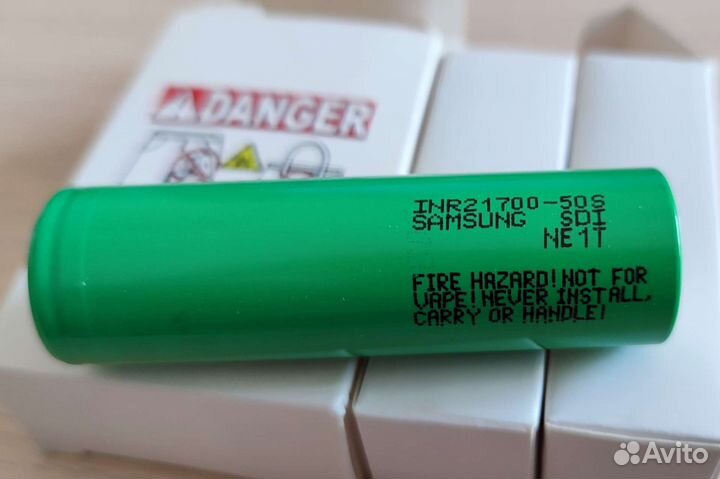 DANGER
INR21700-50S
SAMSUNG SDI
NE1T
FIRE HAZARD! NOT FOR
VAPE! NEVER INSTALL,
CARRY OR HANDLE!
Avito